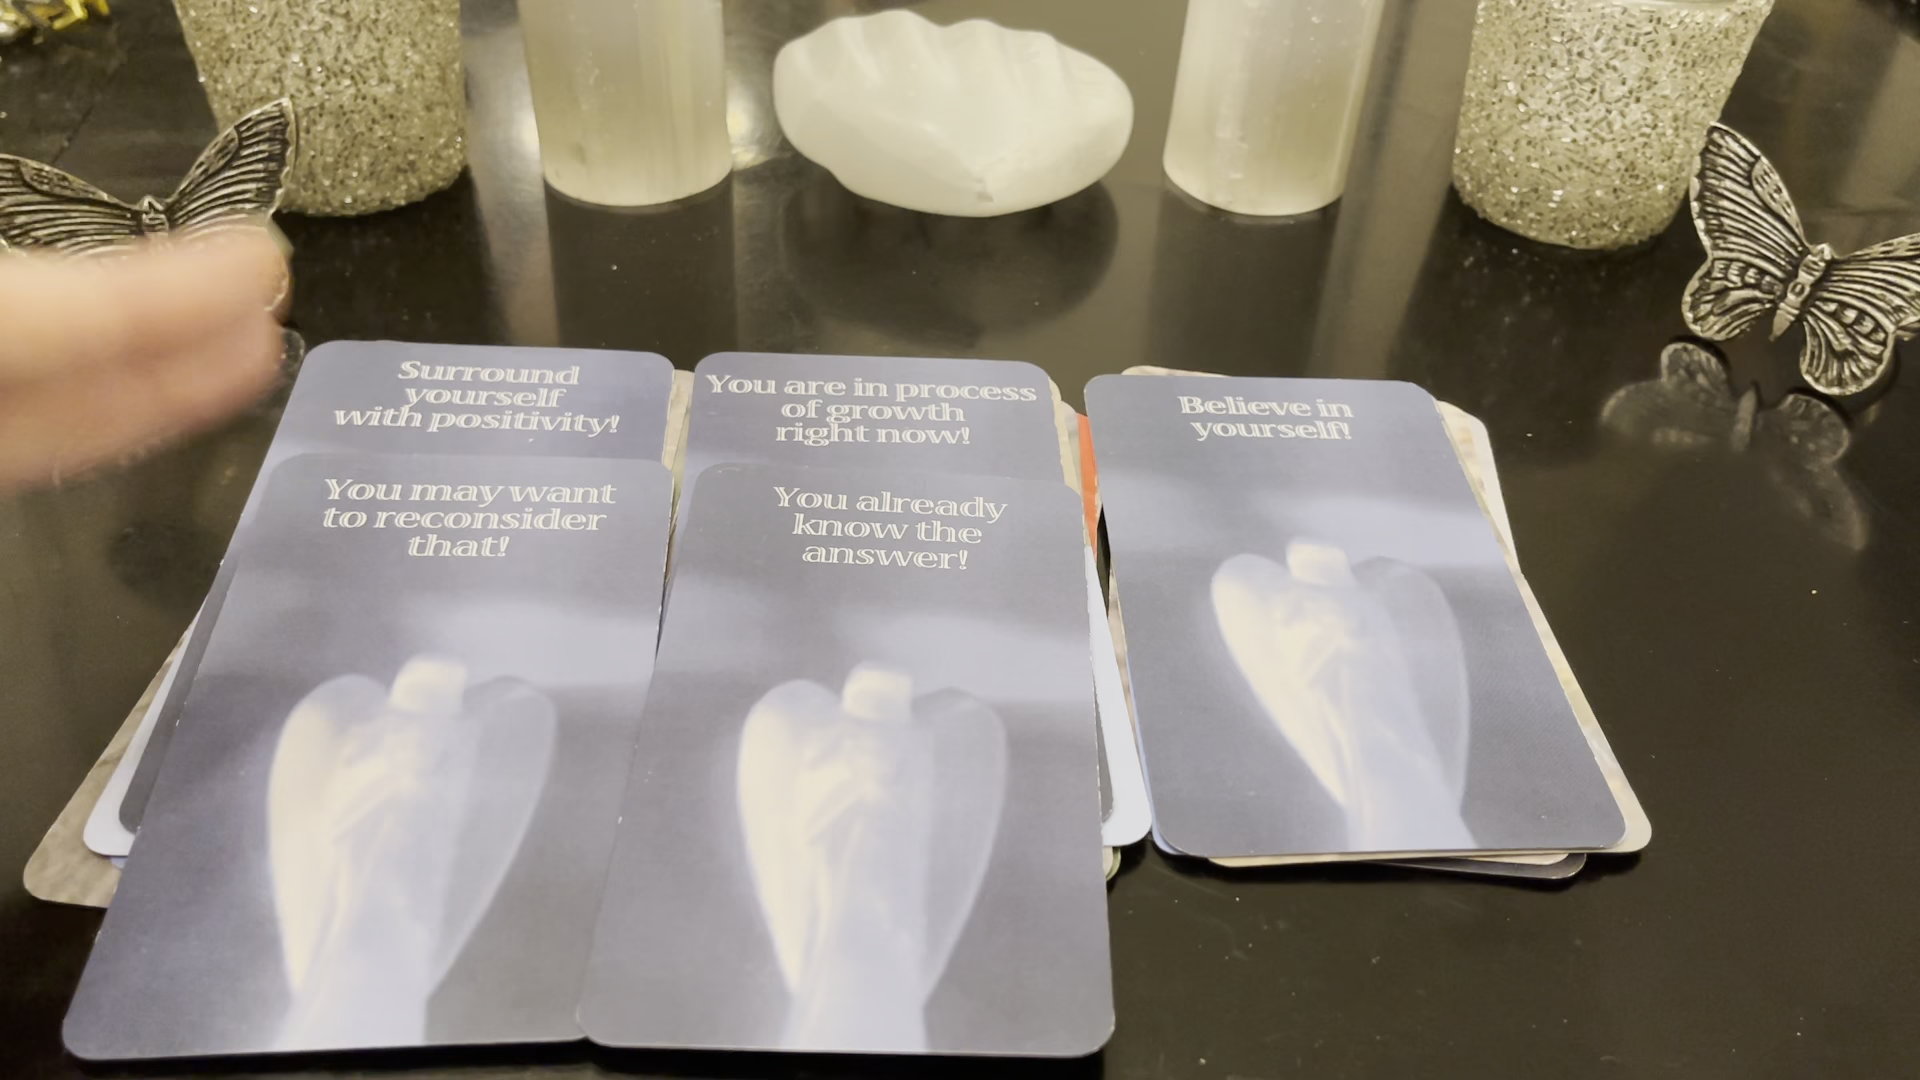 Surround
yourself
with positivity!
You may want
to reconsider
that!
You are in process
of growth
right now!
You already
know the
answer!
Believe in
yourself!